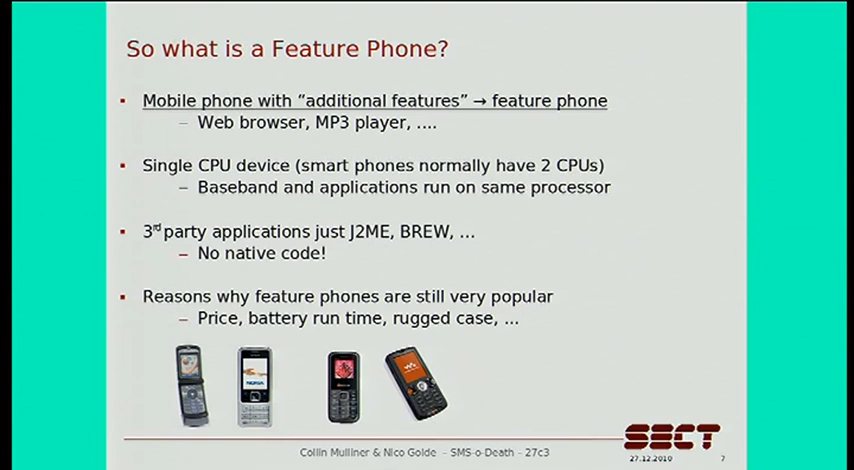 So what is a Feature Phone?
▪ Mobile phone with “additional features” → feature phone
– Web browser, MP3 player, ....
▪ Single CPU device (smart phones normally have 2 CPUs)
– Baseband and applications run on same processor
▪ 3rd party applications just J2ME, BREW, ...
– No native code!
▪ Reasons why feature phones are still very popular
– Price, battery run time, rugged case, ...
NOKIA
SECT
Collin Mulliner & Nico Golde – SMS-o-Death – 27c3
27.12.2010 7